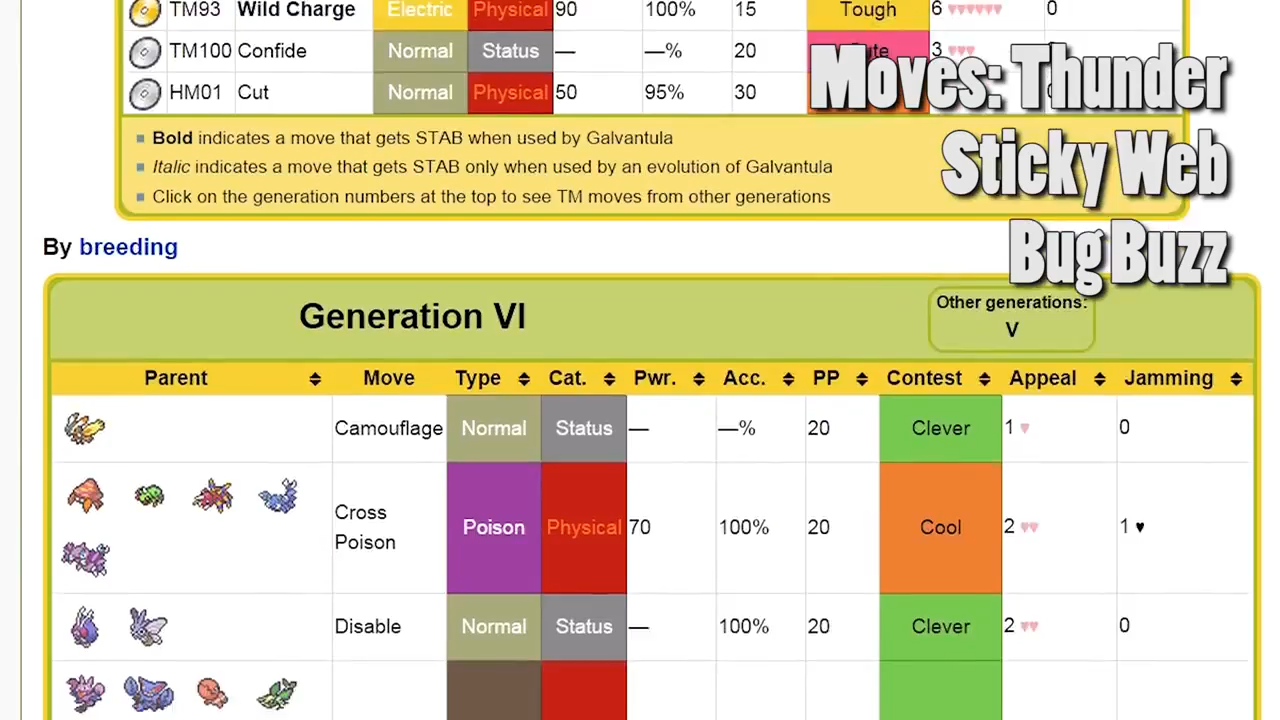 TM93 Wild Charge Electric Physical 90 100% 15 Tough 6 ♥♥♥♥♥♥ 0
TM100 Confide Normal Status — —% 20 3 ♥♥♥
HM01 Cut Normal Physical 50 95% 30
Moves: Thunder
Sticky Web
Bug Buzz
Bold indicates a move that gets STAB when used by Galvantula
Italic indicates a move that gets STAB only when used by an evolution of Galvantula
Click on the generation numbers at the top to see TM moves from other generations
By breeding
Generation VI
Other generations:
V
Parent Move Type Cat. Pwr. Acc. PP Contest Appeal Jamming
Camouflage Normal Status — —% 20 Clever 1 ♥ 0
Cross
Poison Poison Physical 70 100% 20 Cool 2 ♥♥ 1 ♥
Disable Normal Status — 100% 20 Clever 2 ♥♥ 0